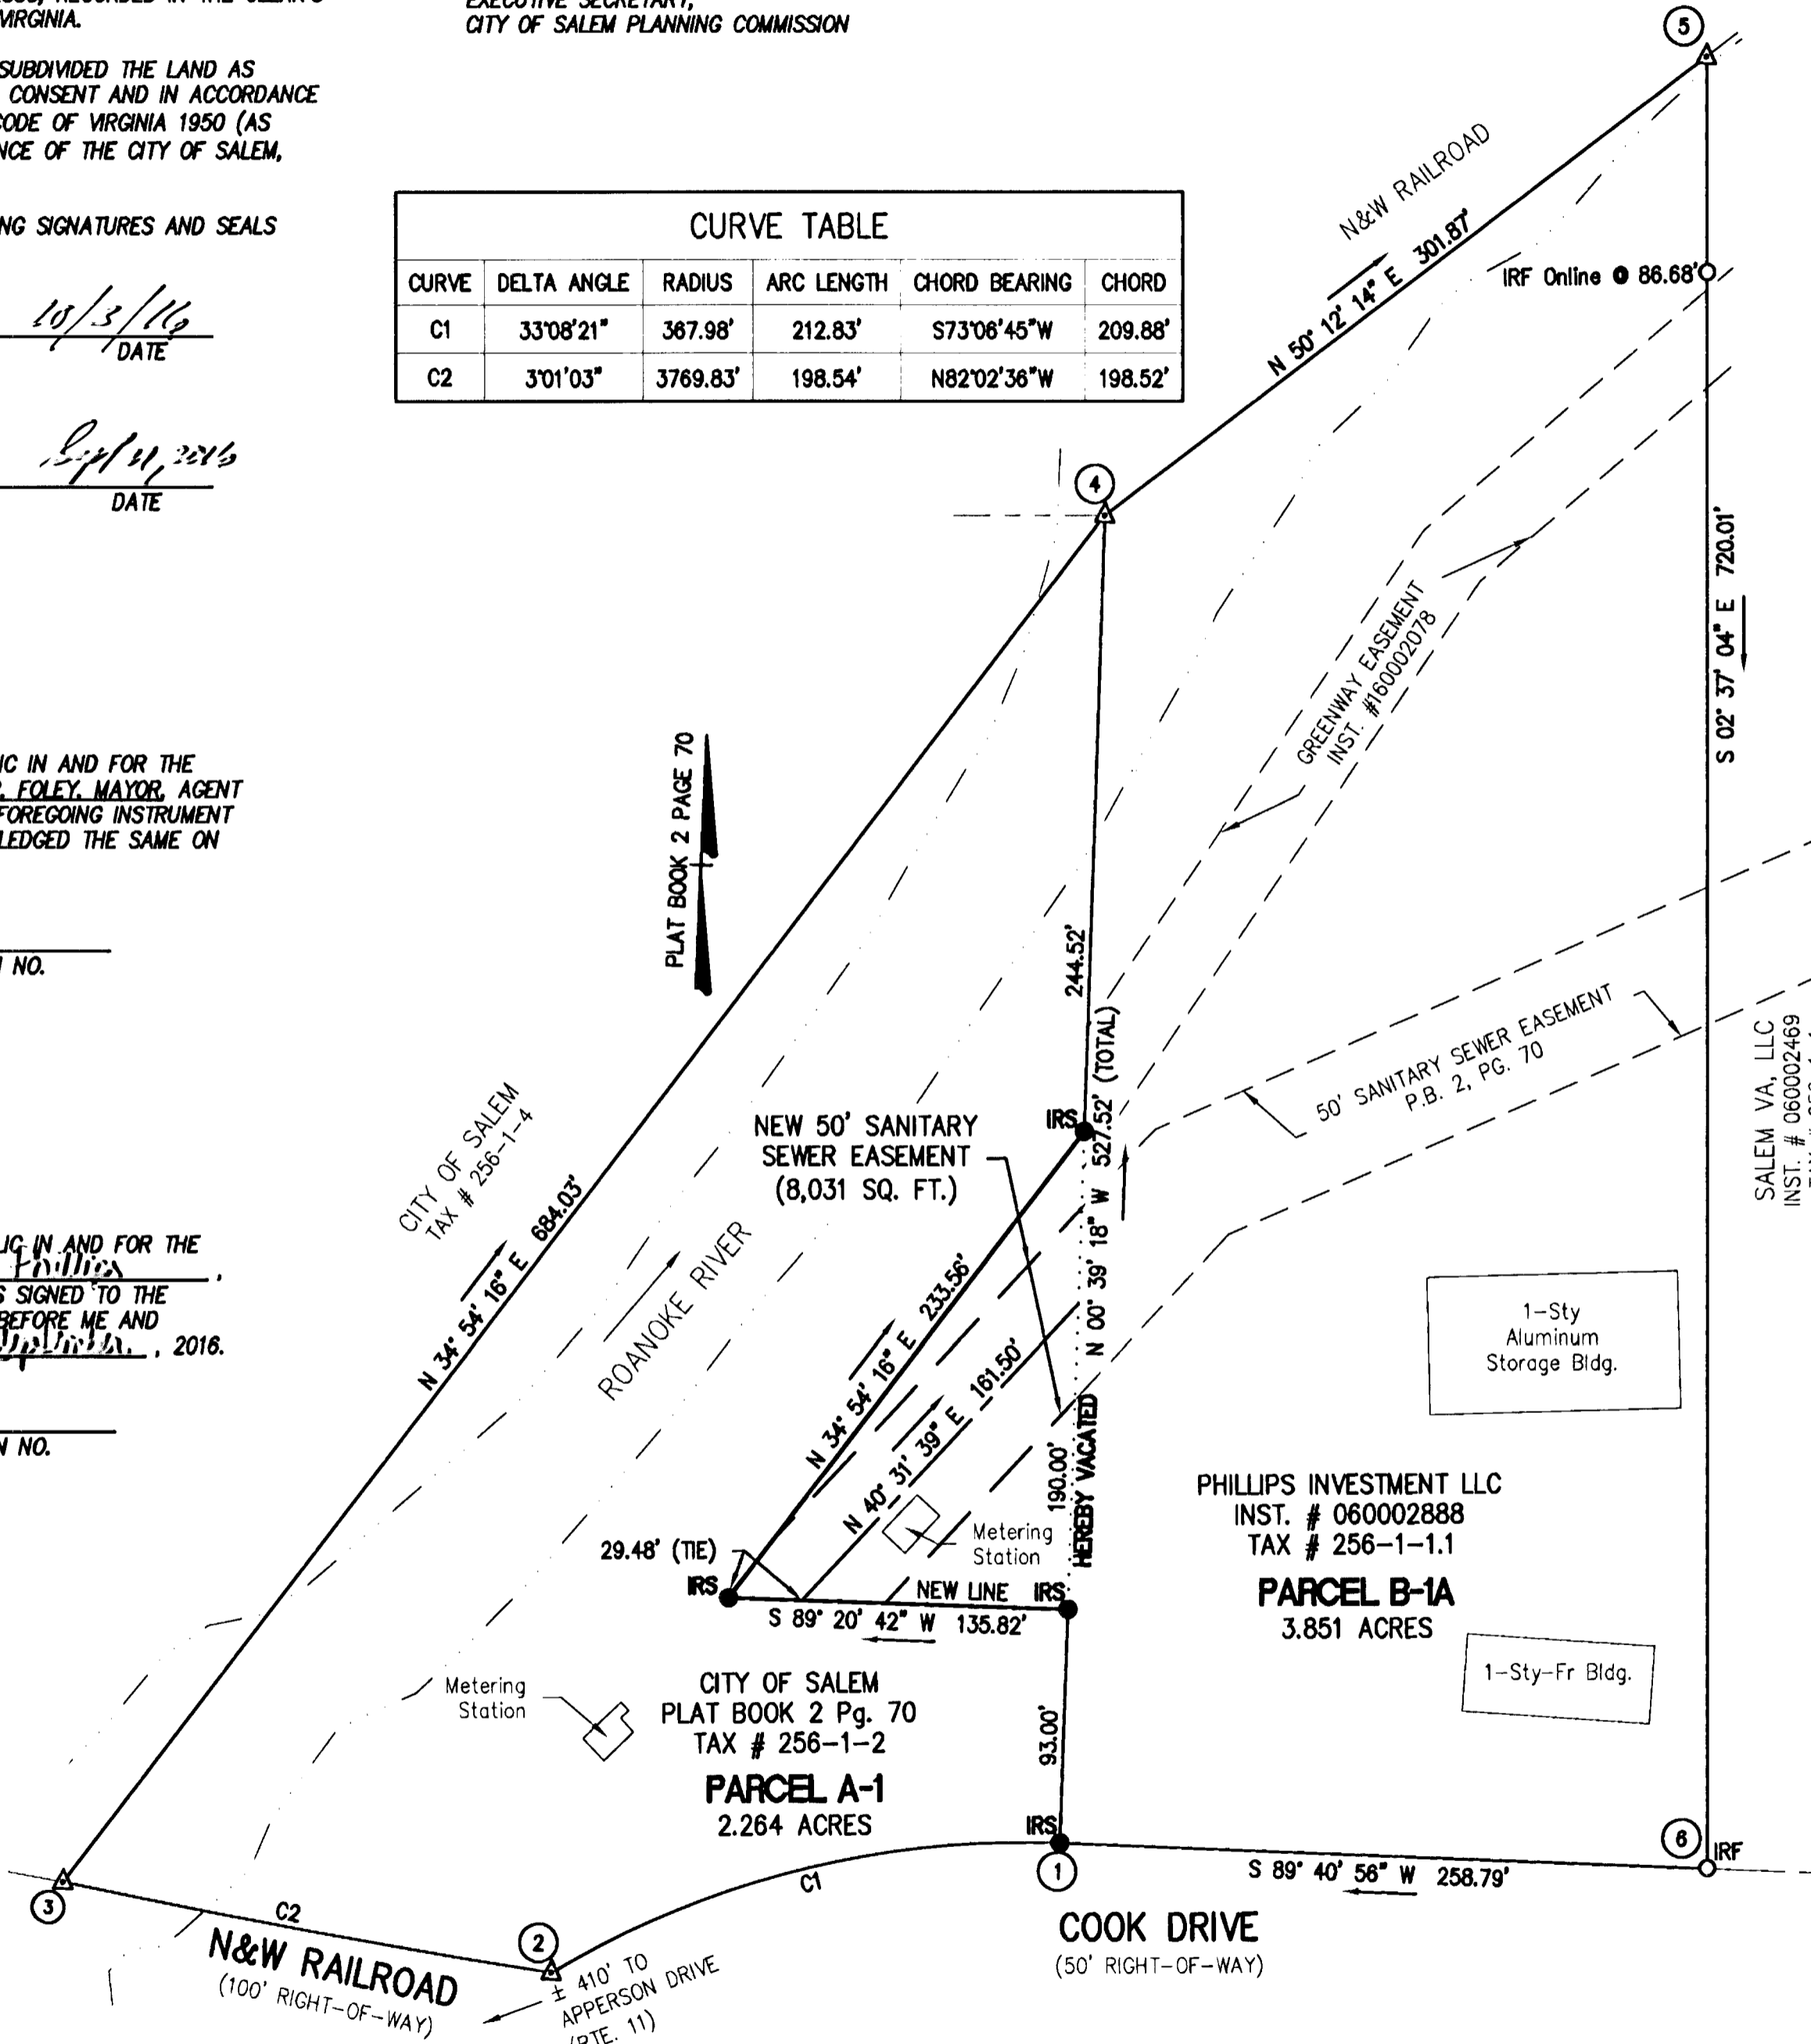 VIRGINIA.
EXECUTIVE SECRETARY,
CITY OF SALEM PLANNING COMMISSION
SUBDIVIDED THE LAND AS
CONSENT AND IN ACCORDANCE
CODE OF VIRGINIA 1950 (AS
NCE OF THE CITY OF SALEM,
NG SIGNATURES AND SEALS
10/3/16
DATE
DATE
CURVE TABLE
CURVE DELTA ANGLE RADIUS ARC LENGTH CHORD BEARING CHORD
C1 33°08'21" 367.98' 212.83' S73°06'45"W 209.88'
C2 3°01'03" 3769.83' 198.54' N82°02'36"W 198.52'
5
N&W RAILROAD
N 50° 12' 14" E 301.87'
IRF Online @ 86.68'
4
S 02° 37' 04" E 720.01'
GREENWAY EASEMENT
INST. #160002078
PLAT BOOK 2 PAGE 70
IC IN AND FOR THE
FOLEY, MAYOR, AGENT
FOREGOING INSTRUMENT
LEDGED THE SAME ON
NO.
244.52'
N 00° 39' 18" W 527.52' (TOTAL)
50' SANITARY SEWER EASEMENT
P.B. 2, PG. 70
SALEM VA, LLC
INST. # 060002469
CITY OF SALEM
TAX # 256-1-4
N 34° 54' 16" E 684.03'
NEW 50' SANITARY
SEWER EASEMENT
(8,031 SQ. FT.)
IRS
ROANOKE RIVER
N 34° 54' 16" E 233.56'
N 40° 31' 39" E 161.50'
190.00'
HEREBY VACATED
LIC IN AND FOR THE
Phillips ,
S SIGNED TO THE
BEFORE ME AND
, 2016.
N NO.
1-Sty
Aluminum
Storage Bldg.
PHILLIPS INVESTMENT LLC
INST. # 060002888
TAX # 256-1-1.1
PARCEL B-1A
3.851 ACRES
1-Sty-Fr Bldg.
Metering
Station
29.48' (TIE)
IRS
NEW LINE
IRS
S 89° 20' 42" W 135.82'
Metering
Station
CITY OF SALEM
PLAT BOOK 2 Pg. 70
TAX # 256-1-2
PARCEL A-1
2.264 ACRES
93.00'
IRS
1
6
IRF
S 89° 40' 56" W 258.79'
C1
COOK DRIVE
(50' RIGHT-OF-WAY)
3
C2
2
N&W RAILROAD
(100' RIGHT-OF-WAY)
± 410' TO
APPERSON DRIVE
(RTE. 11)